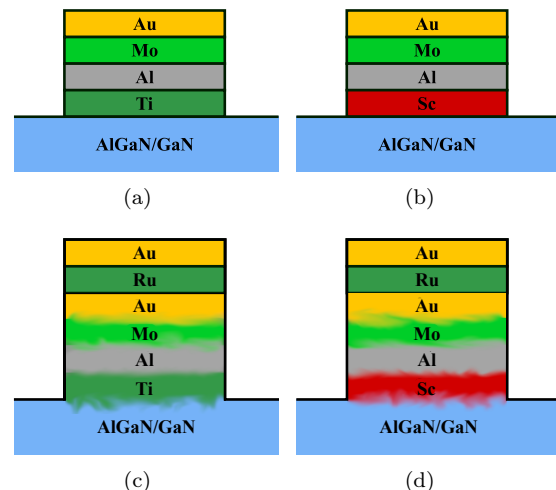 Au
Mo
Al
Ti
AlGaN/GaN
(a)
Au
Mo
Al
Sc
AlGaN/GaN
(b)
Au
Ru
Au
Mo
Al
Ti
AlGaN/GaN
(c)
Au
Ru
Au
Mo
Al
Sc
AlGaN/GaN
(d)